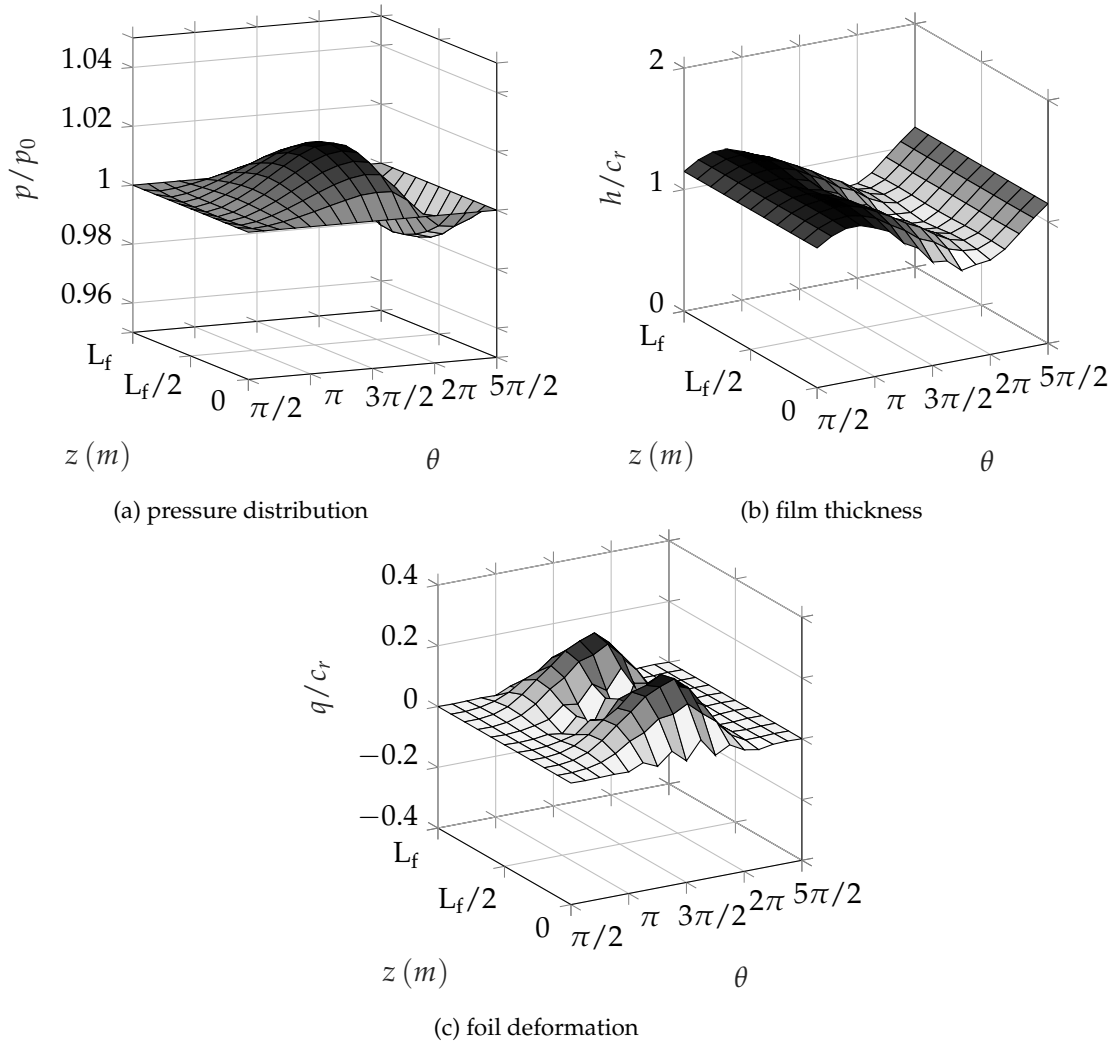 1.04
1.02
1
0.98
0.96
p/p₀
L_f
L_f/2
0
π/2
π
3π/2
2π
5π/2
z (m)
θ
(a) pressure distribution
2
1
0
h/c_r
L_f
L_f/2
0
π/2
π
3π/2
2π
5π/2
z (m)
θ
(b) film thickness
0.4
0.2
0
−0.2
−0.4
q/c_r
L_f
L_f/2
0
π/2
π
3π/2
2π
5π/2
z (m)
θ
(c) foil deformation